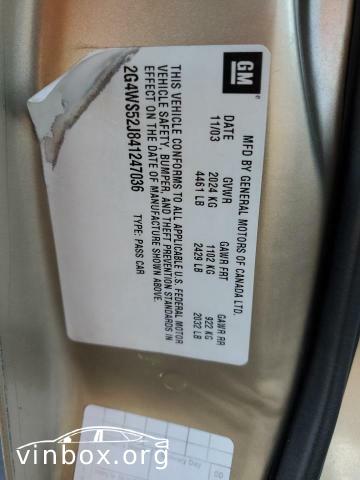 GM
MFD BY GENERAL MOTORS OF CANADA LTD.
DATE GVWR GAWR FRT GAWR RR
11/03 2024 KG 1102 KG 922 KG
4461 LB 2429 LB 2032 LB
THIS VEHICLE CONFORMS TO ALL APPLICABLE U.S. FEDERAL MOTOR
VEHICLE SAFETY, BUMPER, AND THEFT PREVENTION STANDARDS IN
EFFECT ON THE DATE OF MANUFACTURE SHOWN ABOVE.
2G4WS52J841247036 TYPE: PASS CAR
vinbox.org